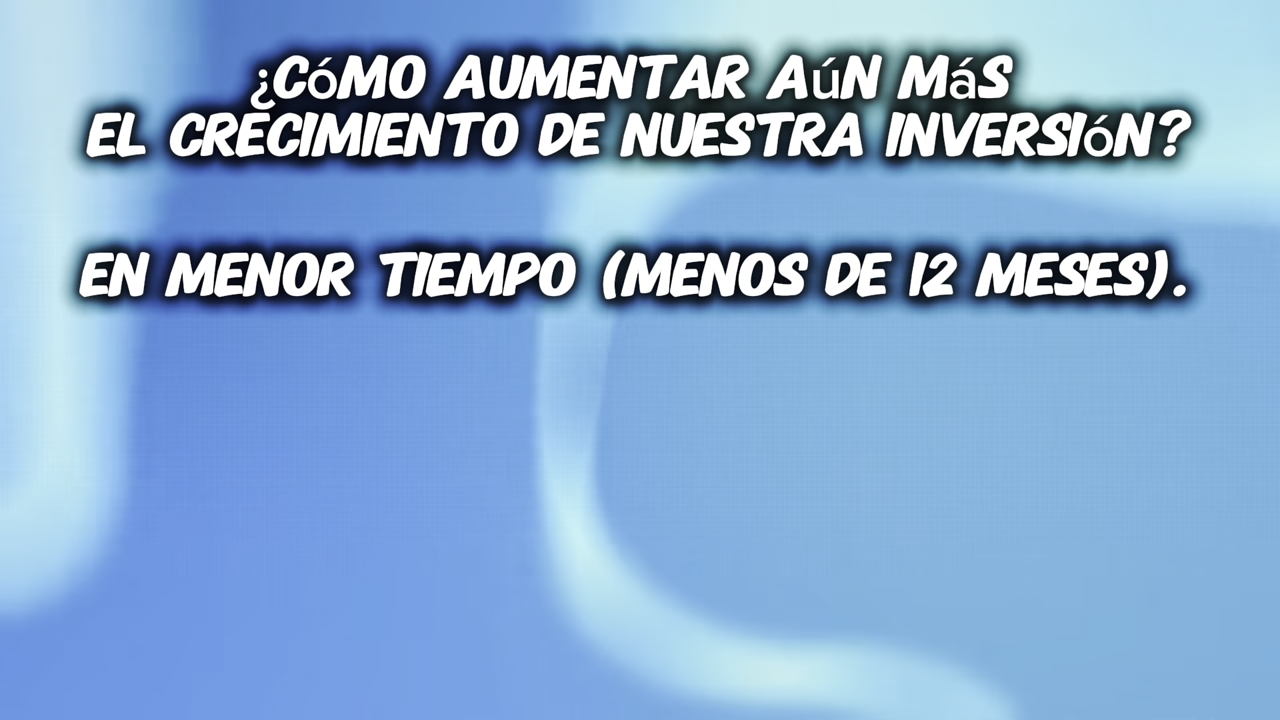 ¿CóMO AUMENTAR AúN MáS
EL CRECIMIENTO DE NUESTRA INVERSIóN?
EN MENOR TIEMPO (MENOS DE 12 MESES).